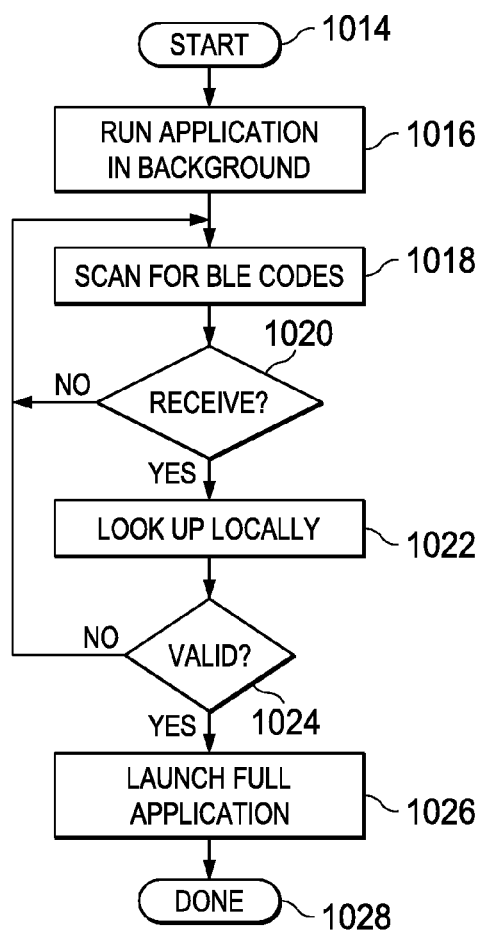 START
1014
RUN APPLICATION
IN BACKGROUND
1016
SCAN FOR BLE CODES
1018
1020
RECEIVE?
NO
YES
LOOK UP LOCALLY
1022
NO
VALID?
1024
YES
LAUNCH FULL
APPLICATION
1026
DONE
1028